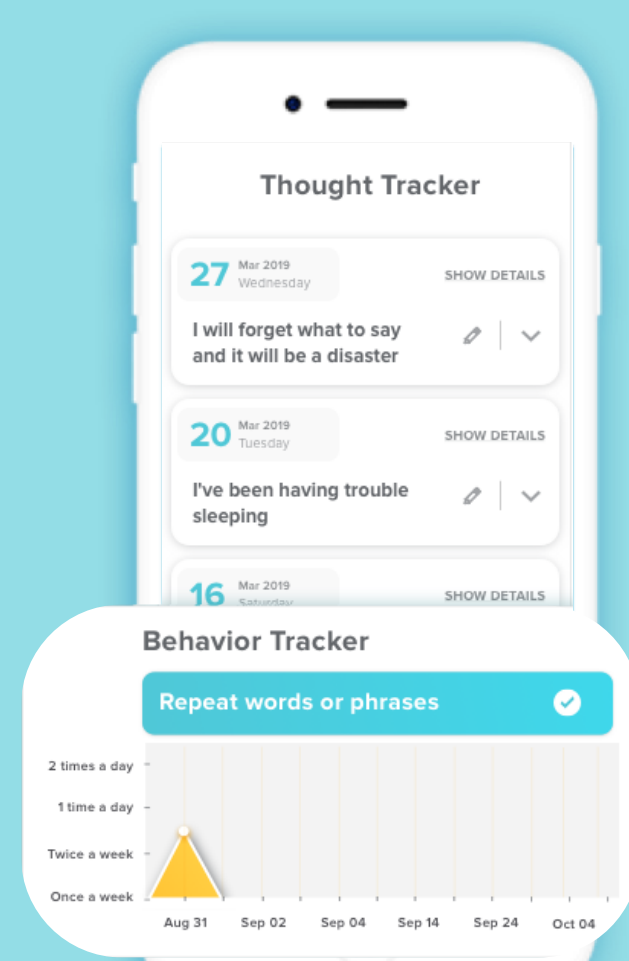 Thought Tracker
27 Mar 2019
Wednesday
SHOW DETAILS
I will forget what to say
and it will be a disaster
20 Mar 2019
Tuesday
SHOW DETAILS
I've been having trouble
sleeping
16 Mar 2019
Saturday
SHOW DETAILS
Behavior Tracker
Repeat words or phrases
2 times a day
1 time a day
Twice a week
Once a week
Aug 31 Sep 02 Sep 04 Sep 14 Sep 24 Oct 04